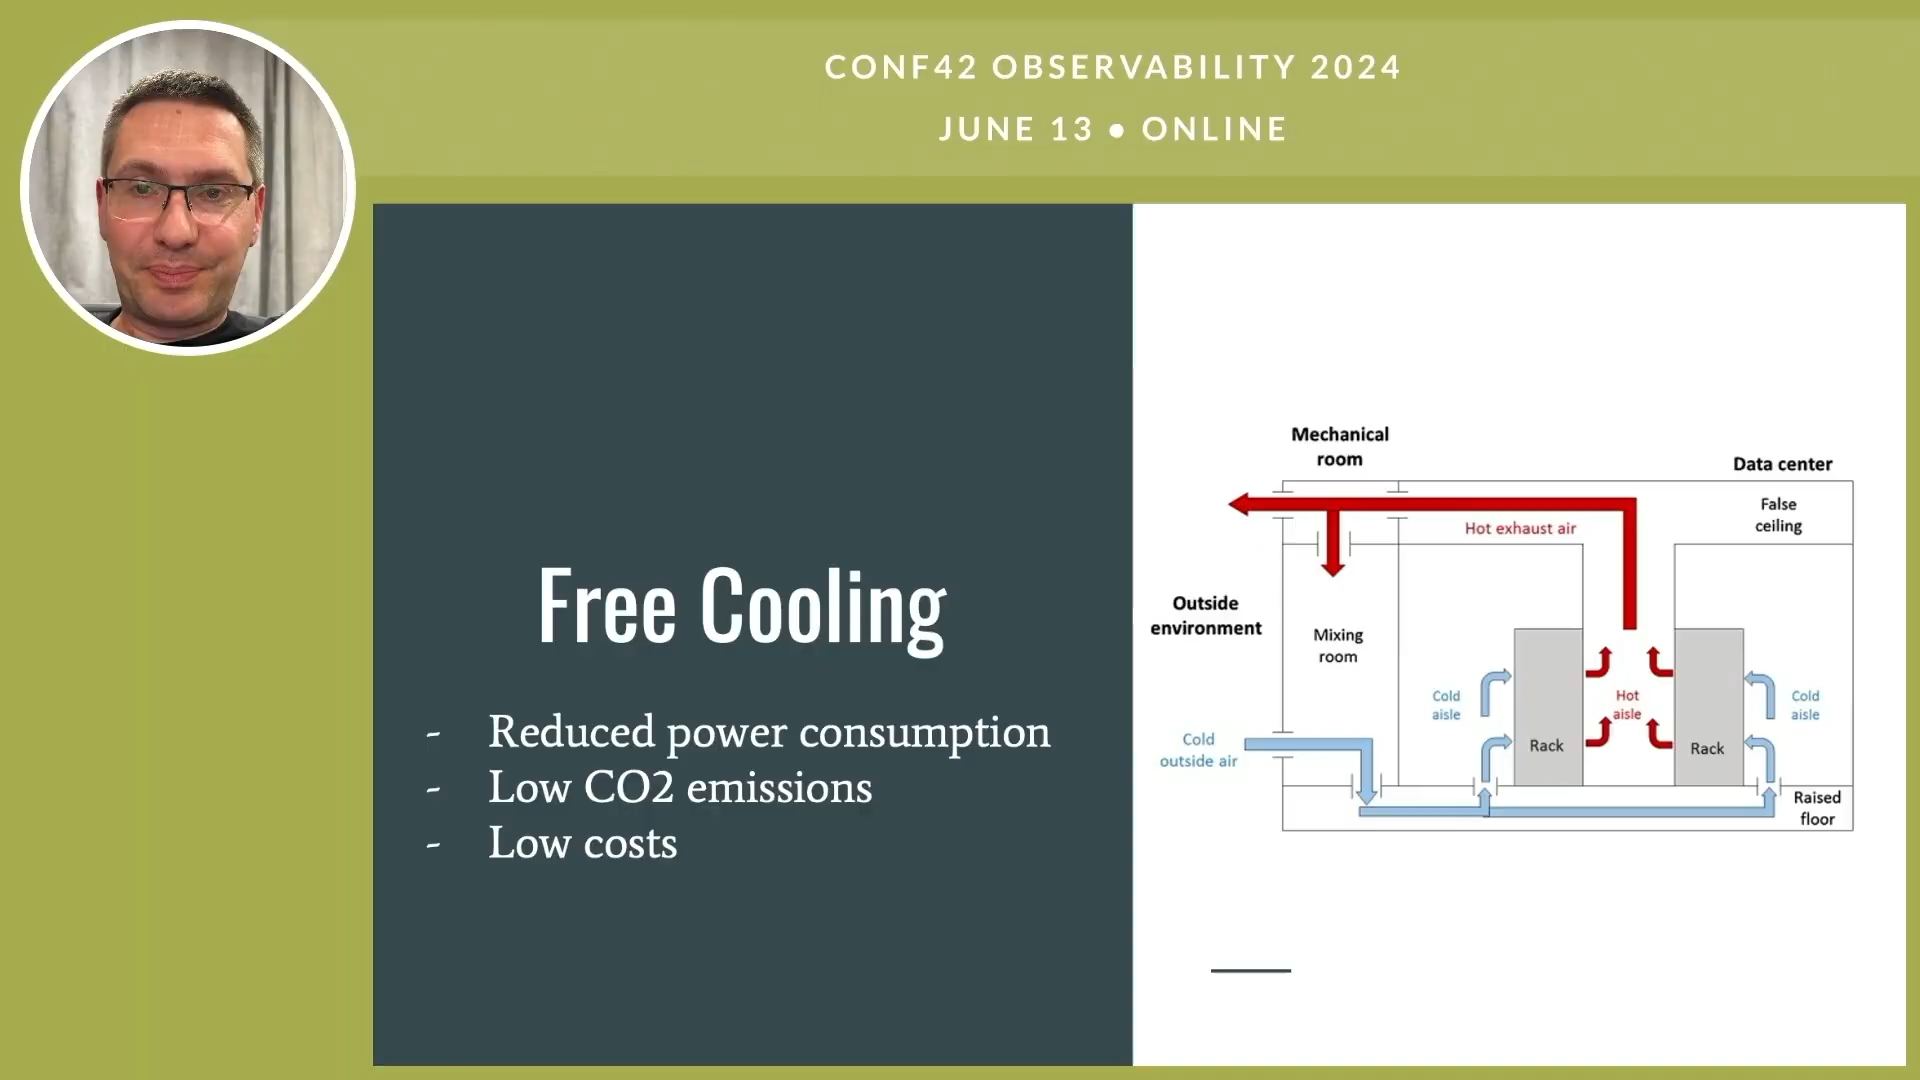 CONF42 OBSERVABILITY 2024
JUNE 13 • ONLINE
Free Cooling
- Reduced power consumption
- Low CO2 emissions
- Low costs
Mechanical
room
Data center
False
ceiling
Hot exhaust air
Outside
environment
Mixing
room
Cold
aisle
Hot
aisle
Cold
aisle
Rack
Rack
Cold
outside air
Raised
floor